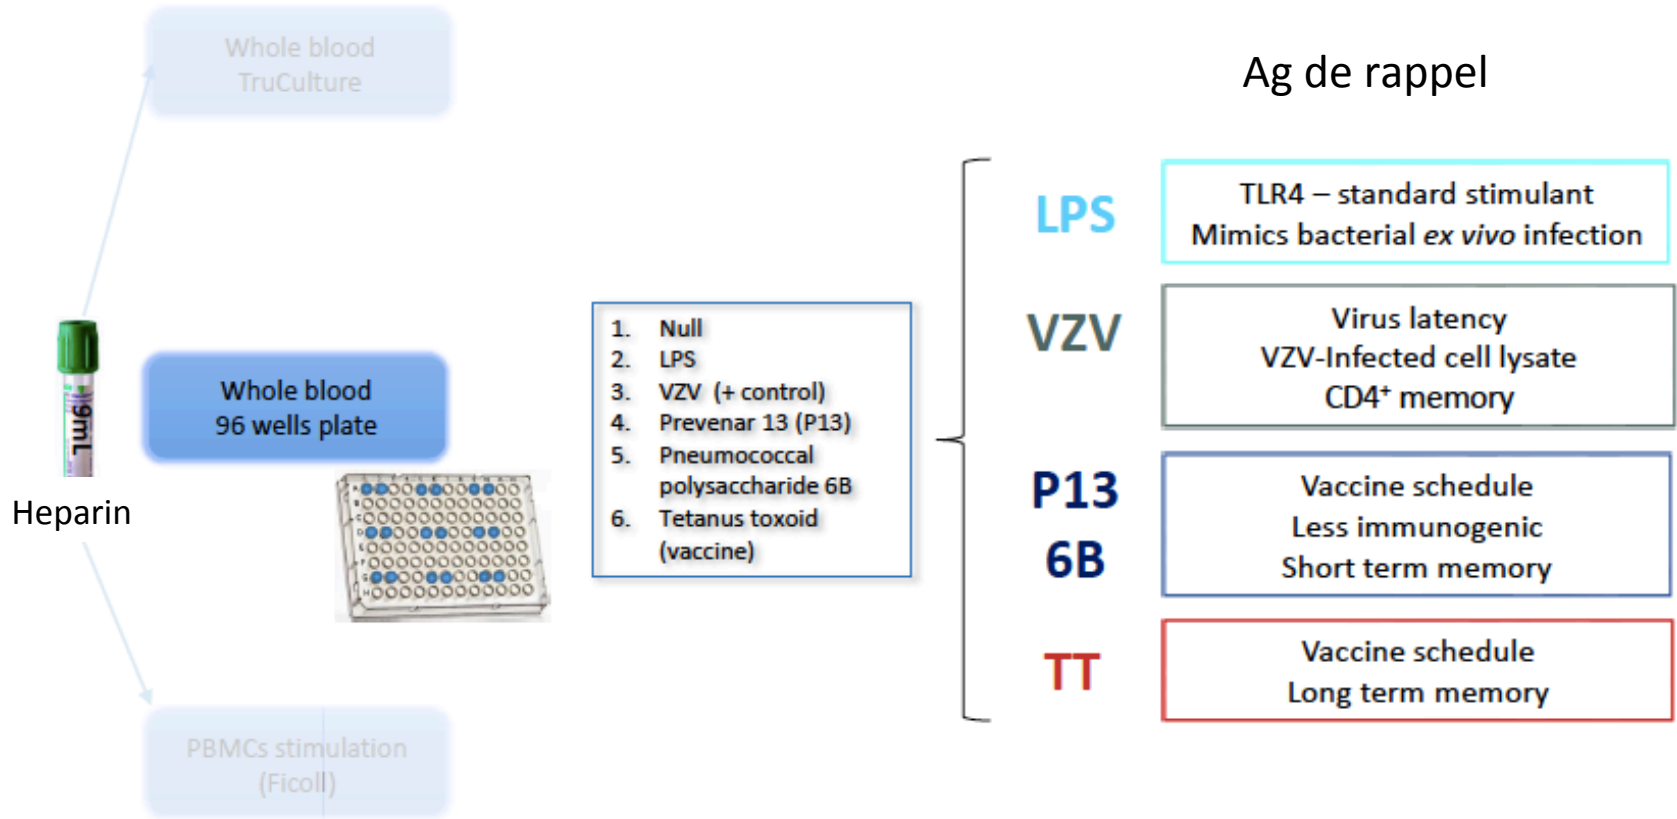 Whole blood
TruCulture
Ag de rappel
LPS
TLR4 – standard stimulant
Mimics bacterial ex vivo infection
VZV
Virus latency
VZV-Infected cell lysate
CD4⁺ memory
9mL
Heparin
Whole blood
96 wells plate
1. Null
2. LPS
3. VZV (+ control)
4. Prevenar 13 (P13)
5. Pneumococcal
polysaccharide 6B
6. Tetanus toxoid
(vaccine)
P13
6B
Vaccine schedule
Less immunogenic
Short term memory
TT
Vaccine schedule
Long term memory
PBMCs stimulation
(Ficoll)